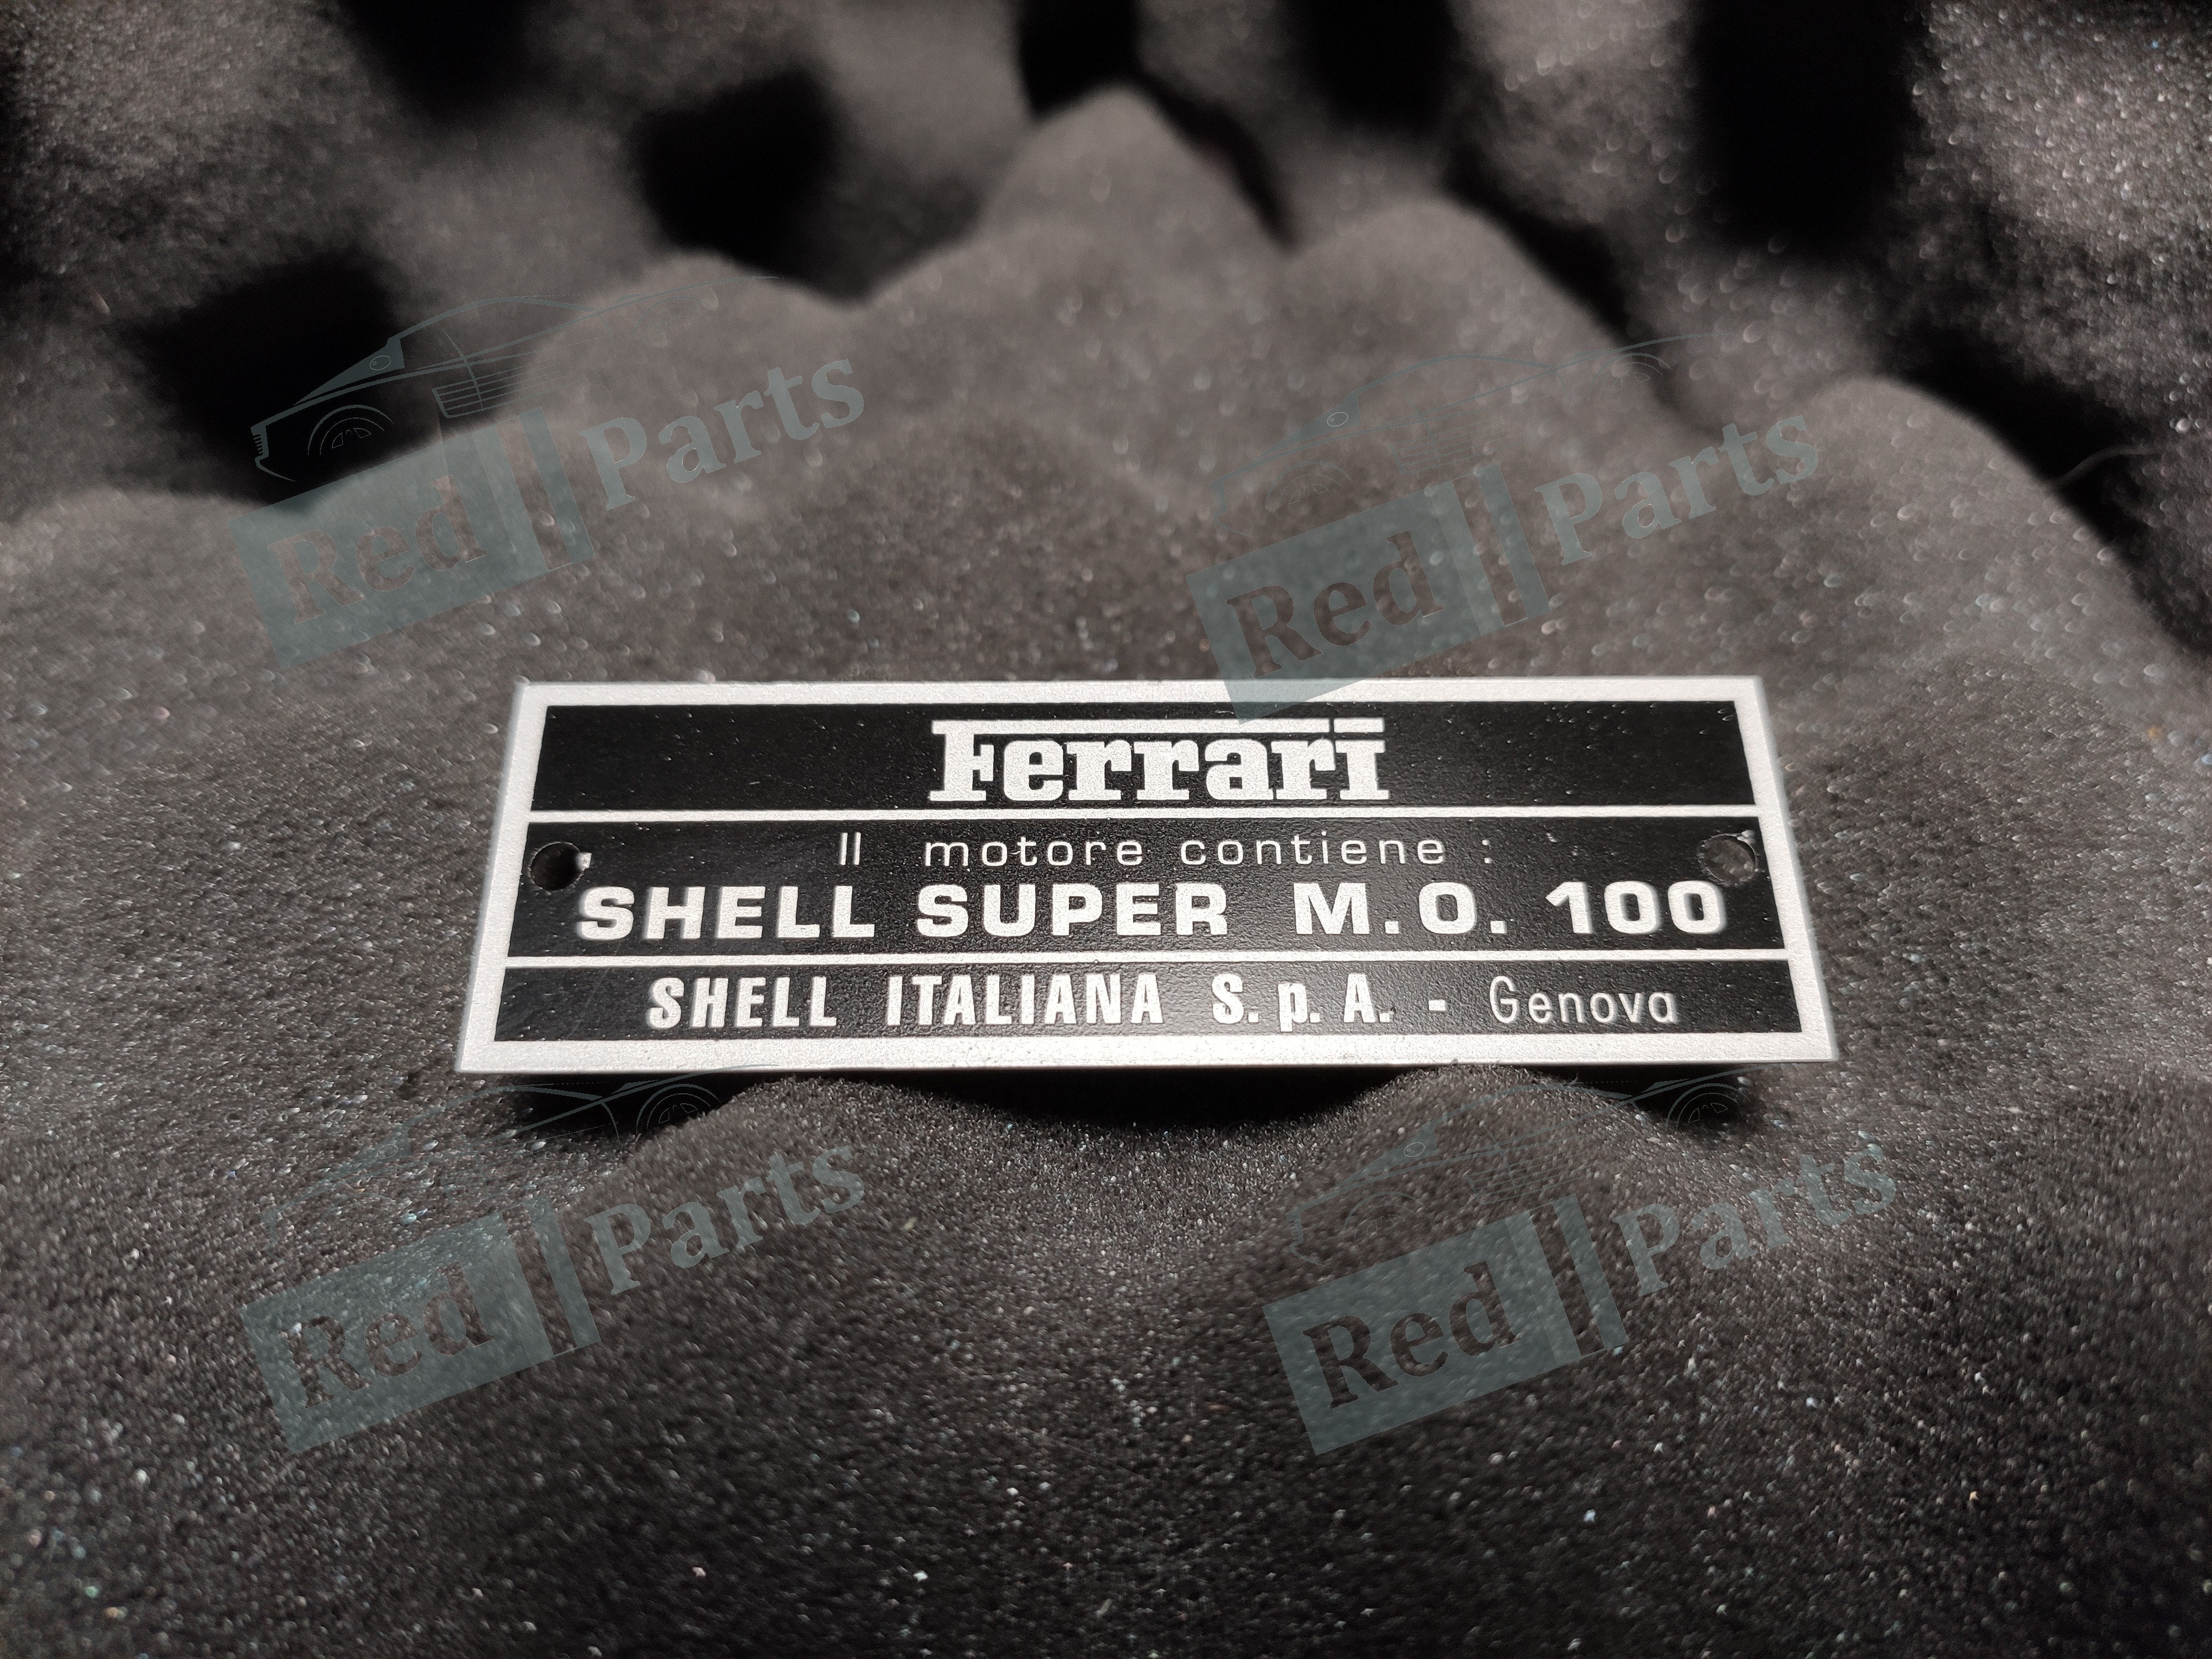 Red Parts
Red Parts
Ferrari
Il motore contiene :
SHELL SUPER M.O. 100
SHELL ITALIANA S.p.A. - Genova
Red Parts
Red Parts